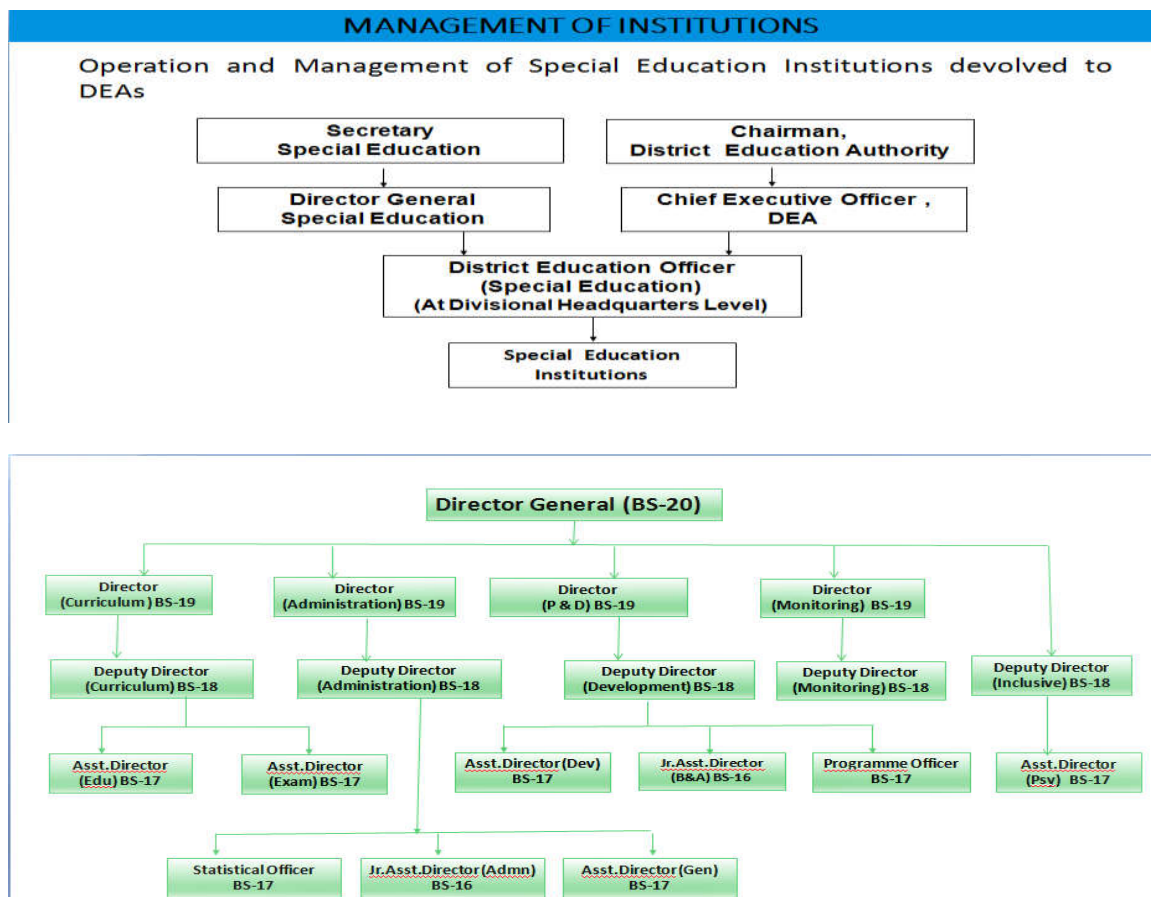 MANAGEMENT OF INSTITUTIONS
Operation and Management of Special Education Institutions devolved to
DEAs
Secretary
Special Education
Chairman,
District Education Authority
Director General
Special Education
Chief Executive Officer ,
DEA
District Education Officer
(Special Education)
(At Divisional Headquarters Level)
Special Education
Institutions
Director General (BS-20)
Director
(Curriculum) BS-19
Director
(Administration) BS-19
Director
(P & D) BS-19
Director
(Monitoring) BS-19
Deputy Director
(Curriculum) BS-18
Deputy Director
(Administration) BS-18
Deputy Director
(Development) BS-18
Deputy Director
(Monitoring) BS-18
Deputy Director
(Inclusive) BS-18
Asst.Director
(Edu) BS-17
Asst.Director
(Exam) BS-17
Asst.Director (Dev)
BS-17
Jr.Asst.Director
(B&A) BS-16
Programme Officer
BS-17
Asst.Director
(Psy) BS-17
Statistical Officer
BS-17
Jr.Asst.Director (Admn)
BS-16
Asst.Director (Gen)
BS-17